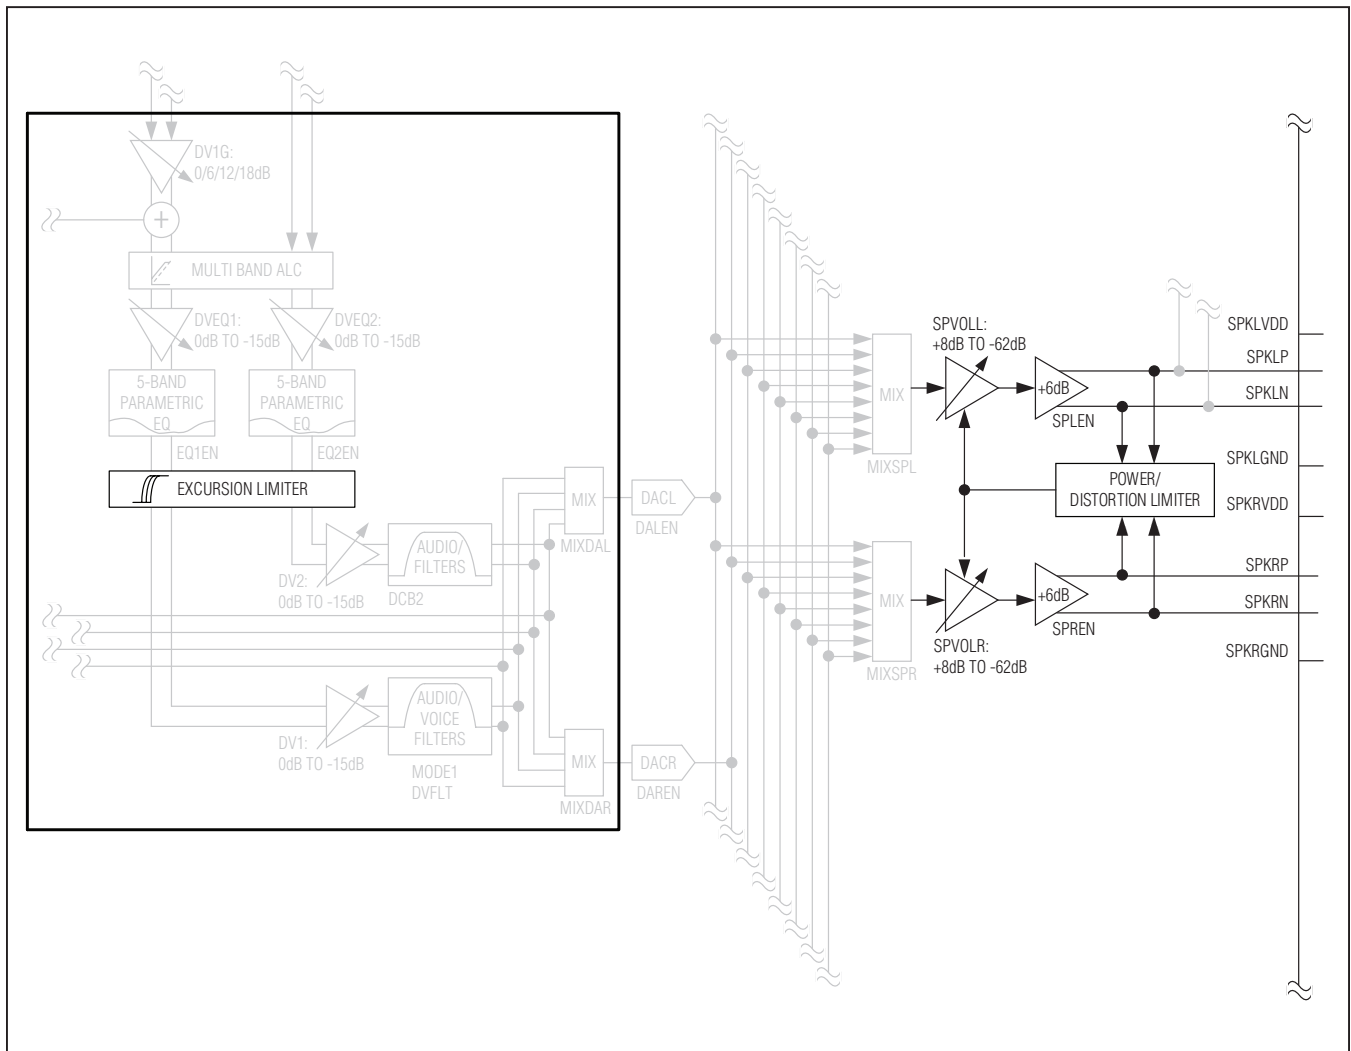 DV1G:
0/6/12/18dB
+
MULTI BAND ALC
DVEQ1:
0dB TO -15dB
DVEQ2:
0dB TO -15dB
5-BAND
PARAMETRIC
EQ
5-BAND
PARAMETRIC
EQ
EQ1EN
EQ2EN
EXCURSION LIMITER
DV2:
0dB TO -15dB
AUDIO/
FILTERS
DCB2
MIX
MIXDAL
DACL
DALEN
DV1:
0dB TO -15dB
AUDIO/
VOICE
FILTERS
MODE1
DVFLT
MIX
MIXDAR
DACR
DAREN
MIX
MIXSPL
SPVOLL:
+8dB TO -62dB
+6dB
SPLEN
POWER/
DISTORTION LIMITER
MIX
MIXSPR
SPVOLR:
+8dB TO -62dB
+6dB
SPREN
SPKLVDD
SPKLP
SPKLN
SPKLGND
SPKRVDD
SPKRP
SPKRN
SPKRGND